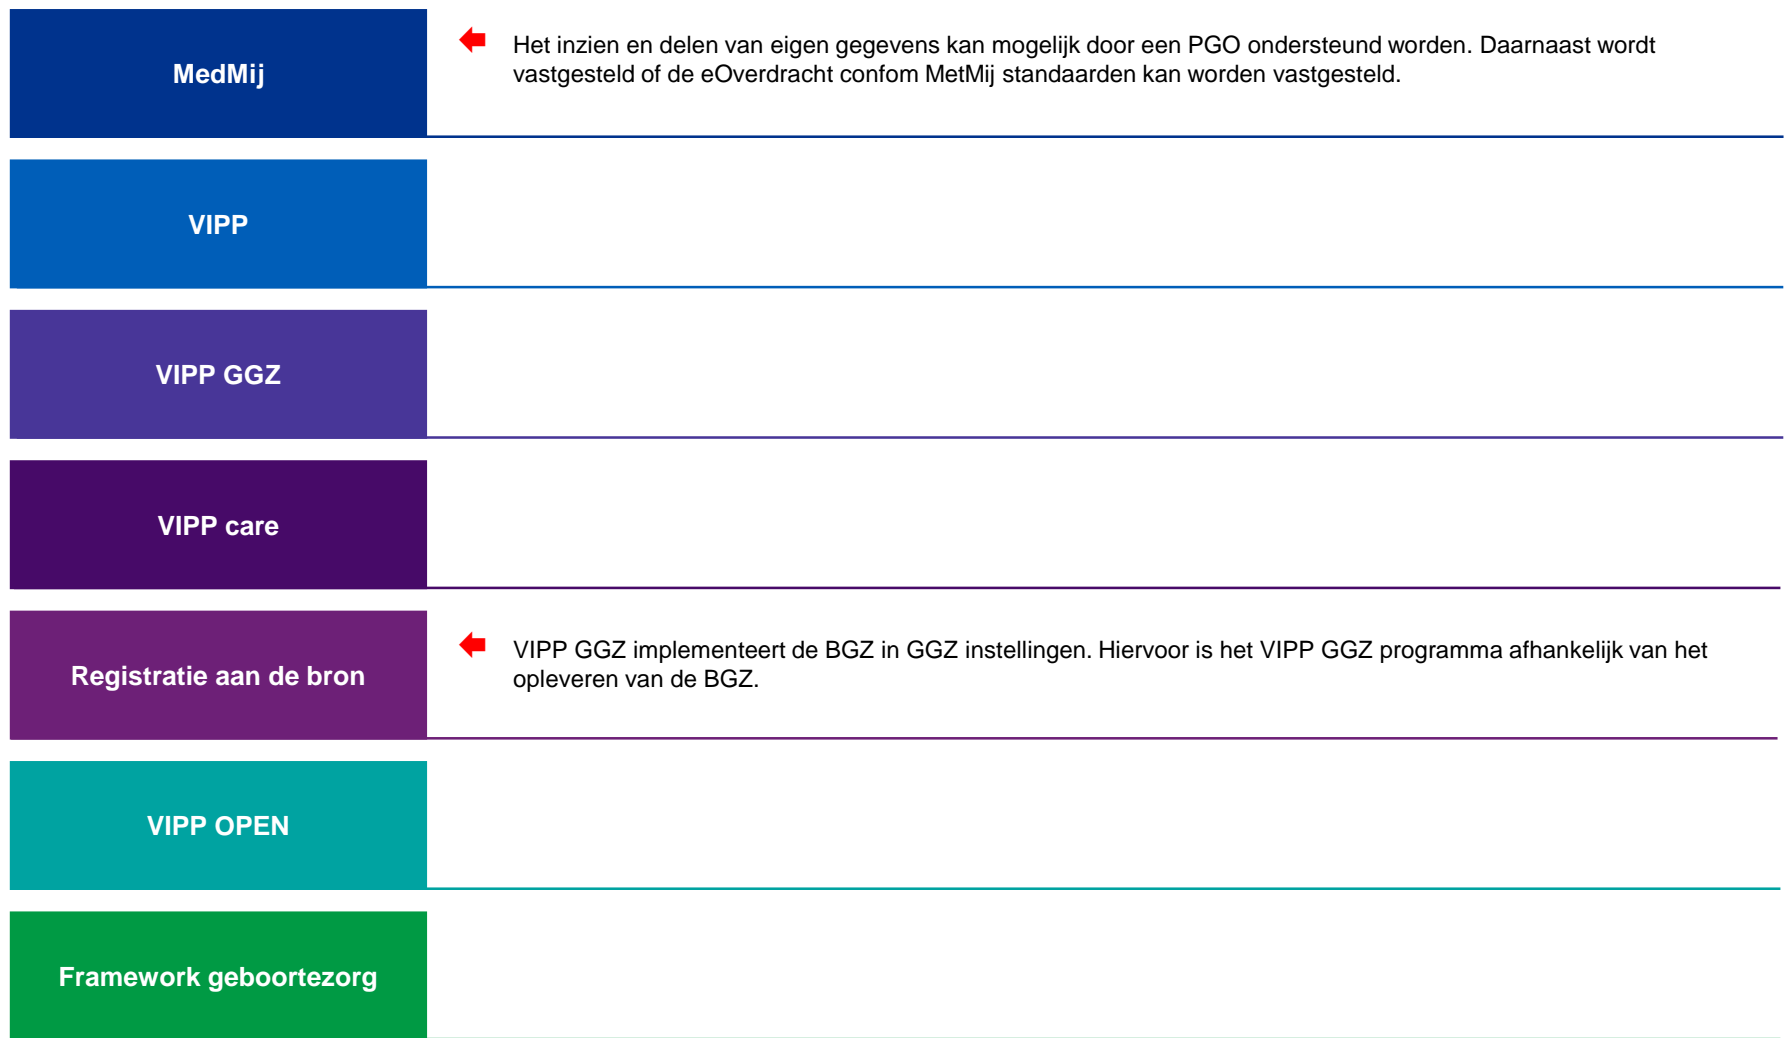 MedMij
Het inzien en delen van eigen gegevens kan mogelijk door een PGO ondersteund worden. Daarnaast wordt
vastgesteld of de eOverdracht confom MetMij standaarden kan worden vastgesteld.
VIPP
VIPP GGZ
VIPP care
Registratie aan de bron
VIPP GGZ implementeert de BGZ in GGZ instellingen. Hiervoor is het VIPP GGZ programma afhankelijk van het
opleveren van de BGZ.
VIPP OPEN
Framework geboortezorg